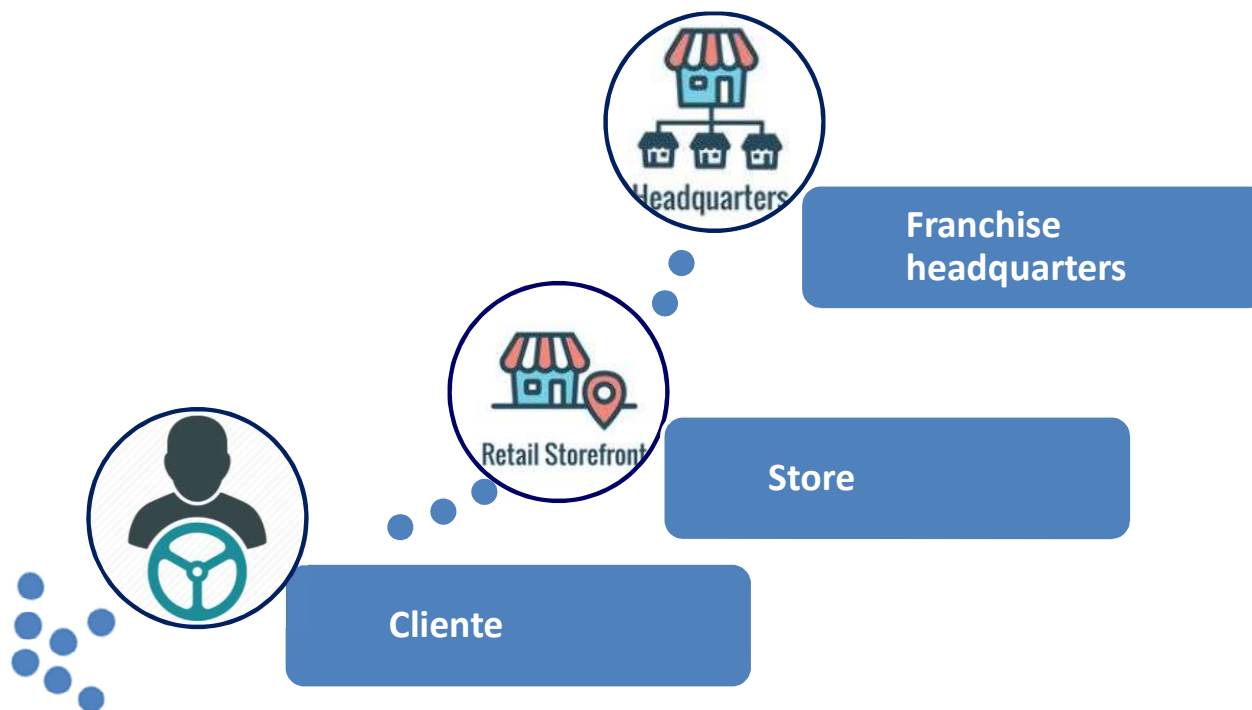 Headquarters
Franchise
headquarters
Retail Storefront
Store
Cliente